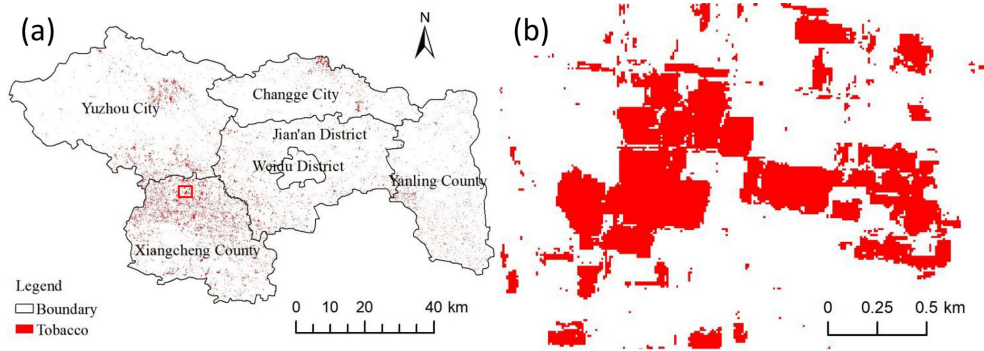 (a)
N
(b)
Yuzhou City
Changge City
Jian'an District
Weidu District
Yanling County
Xiangcheng County
Legend
Boundary
Tobacco
0 10 20 40 km
0 0.25 0.5 km